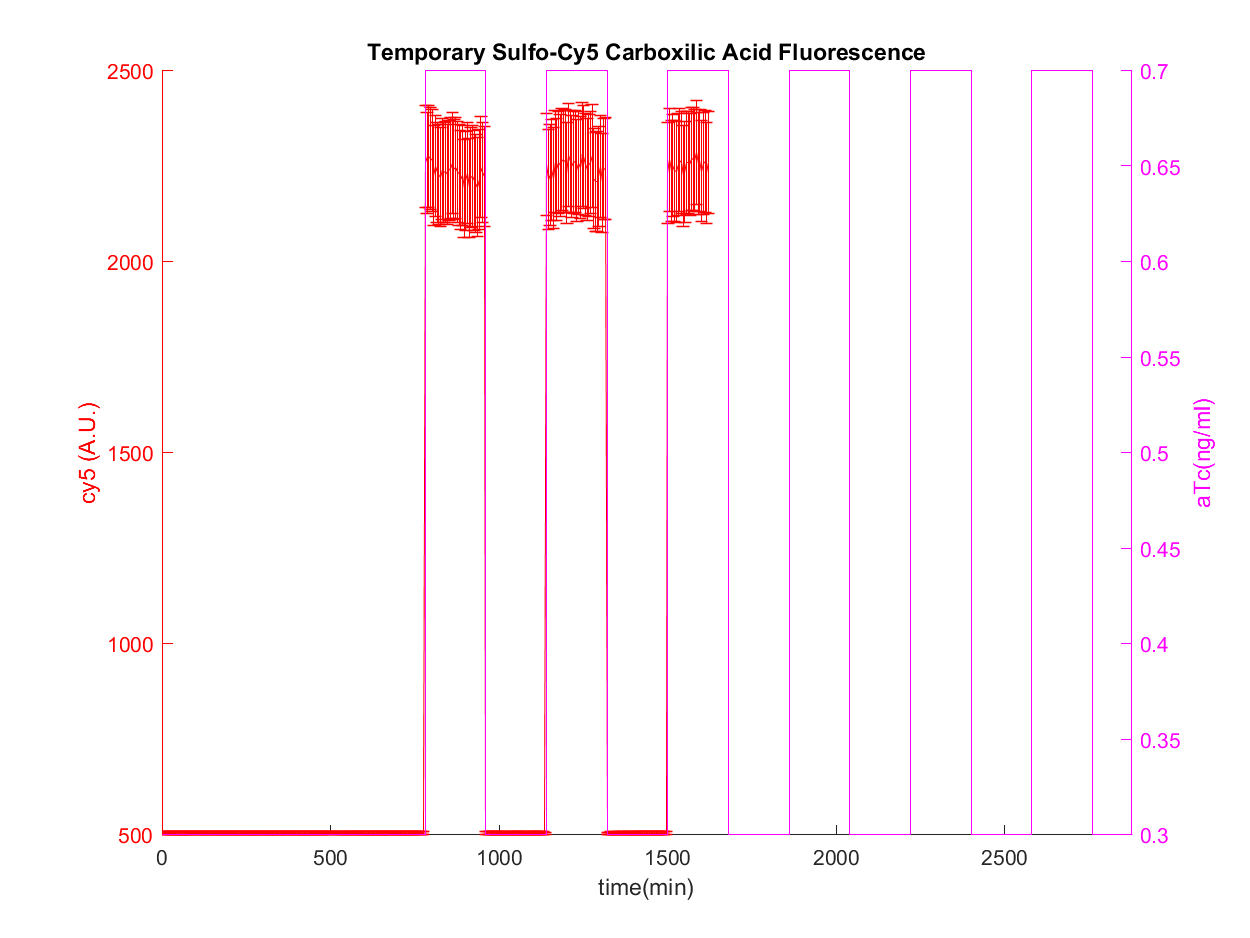 Temporary Sulfo-Cy5 Carboxilic Acid Fluorescence
2500
2000
1500
1000
500
cy5 (A.U.)
0.7
0.65
0.6
0.55
0.5
0.45
0.4
0.35
0.3
aTc(ng/ml)
0 500 1000 1500 2000 2500
time(min)